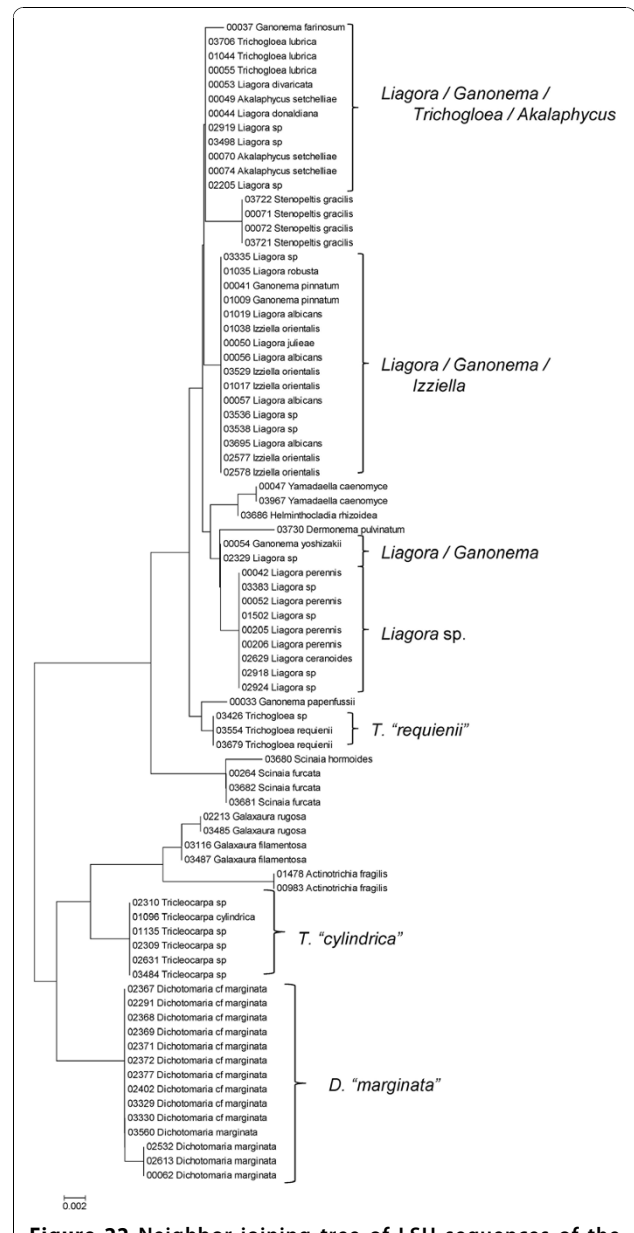 00037 Ganonema farinosum
03706 Trichogloea lubrica
01044 Trichogloea lubrica
00055 Trichogloea lubrica
00053 Liagora divaricata
00049 Akalaphycus setchelliae
00044 Liagora donaldiana
02919 Liagora sp
03498 Liagora sp
00070 Akalaphycus setchelliae
00074 Akalaphycus setchelliae
02205 Liagora sp
Liagora / Ganonema /
Trichogloea / Akalaphycus
03722 Stenopeltis gracilis
00071 Stenopeltis gracilis
00072 Stenopeltis gracilis
03721 Stenopeltis gracilis
03335 Liagora sp
01035 Liagora robusta
00041 Ganonema pinnatum
01009 Ganonema pinnatum
01019 Liagora albicans
01038 Izziella orientalis
00050 Liagora julieae
00056 Liagora albicans
03529 Izziella orientalis
01017 Izziella orientalis
00057 Liagora albicans
03536 Liagora sp
03538 Liagora sp
03695 Liagora albicans
02577 Izziella orientalis
02578 Izziella orientalis
Liagora / Ganonema /
Izziella
00047 Yamadaella caenomyce
03967 Yamadaella caenomyce
03686 Helminthocladia rhizoidea
03730 Dermonema pulvinatum
00054 Ganonema yoshizakii
02329 Liagora sp
Liagora / Ganonema
00042 Liagora perennis
03383 Liagora sp
00052 Liagora perennis
01502 Liagora sp
00205 Liagora perennis
00206 Liagora perennis
02629 Liagora ceranoides
02918 Liagora sp
02924 Liagora sp
Liagora sp.
00033 Ganonema papenfussii
03426 Trichogloea sp
03554 Trichogloea requienii
03679 Trichogloea requienii
T. “requienii”
03680 Scinaia hormoides
00264 Scinaia furcata
03682 Scinaia furcata
03681 Scinaia furcata
02213 Galaxaura rugosa
03485 Galaxaura rugosa
03116 Galaxaura filamentosa
03487 Galaxaura filamentosa
01478 Actinotrichia fragilis
00983 Actinotrichia fragilis
02310 Tricleocarpa sp
01096 Tricleocarpa cylindrica
01135 Tricleocarpa sp
02309 Tricleocarpa sp
02631 Tricleocarpa sp
03484 Tricleocarpa sp
T. “cylindrica”
02367 Dichotomaria cf marginata
02291 Dichotomaria cf marginata
02368 Dichotomaria cf marginata
02369 Dichotomaria cf marginata
02371 Dichotomaria cf marginata
02372 Dichotomaria cf marginata
02377 Dichotomaria cf marginata
02402 Dichotomaria cf marginata
03329 Dichotomaria cf marginata
03330 Dichotomaria cf marginata
03560 Dichotomaria marginata
02532 Dichotomaria marginata
02613 Dichotomaria marginata
00062 Dichotomaria marginata
D. “marginata”
0.002
Figure 23 Neighbor joining tree of LSU sequences of the